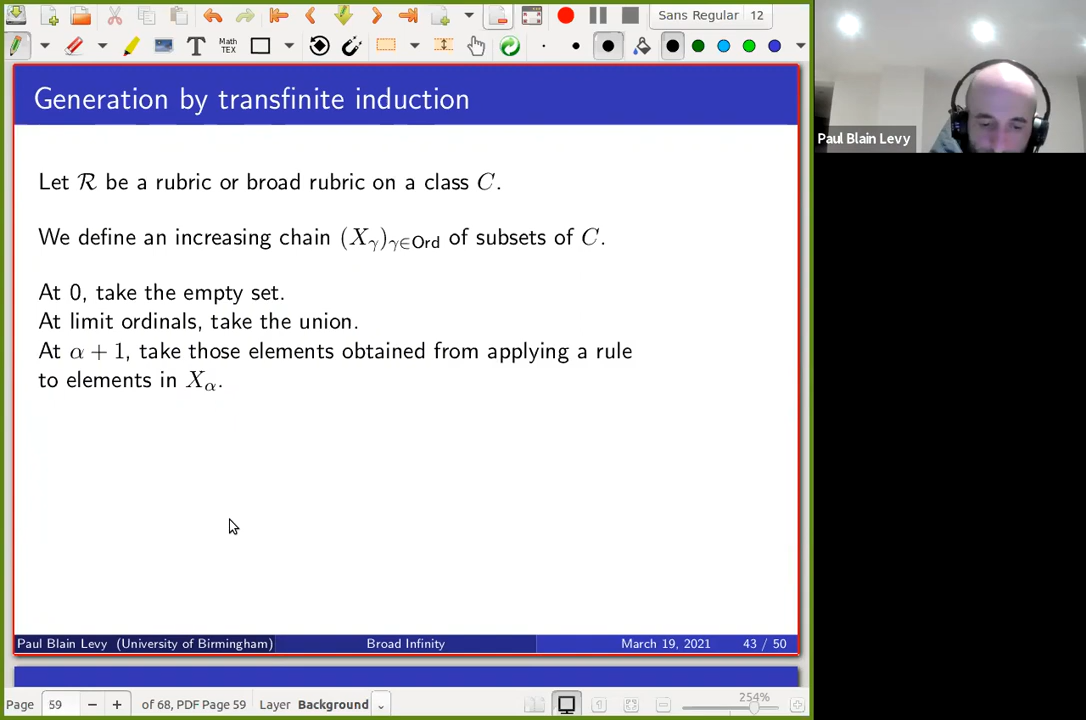 Sans Regular 12
Math
TEX
Generation by transfinite induction
Let ℛ be a rubric or broad rubric on a class C.
We define an increasing chain (X_γ)_{γ∈Ord} of subsets of C.
At 0, take the empty set.
At limit ordinals, take the union.
At α + 1, take those elements obtained from applying a rule
to elements in X_α.
Paul Blain Levy (University of Birmingham) Broad Infinity March 19, 2021 43 / 50
Page 59 of 68, PDF Page 59 Layer Background 254%
Paul Blain Levy